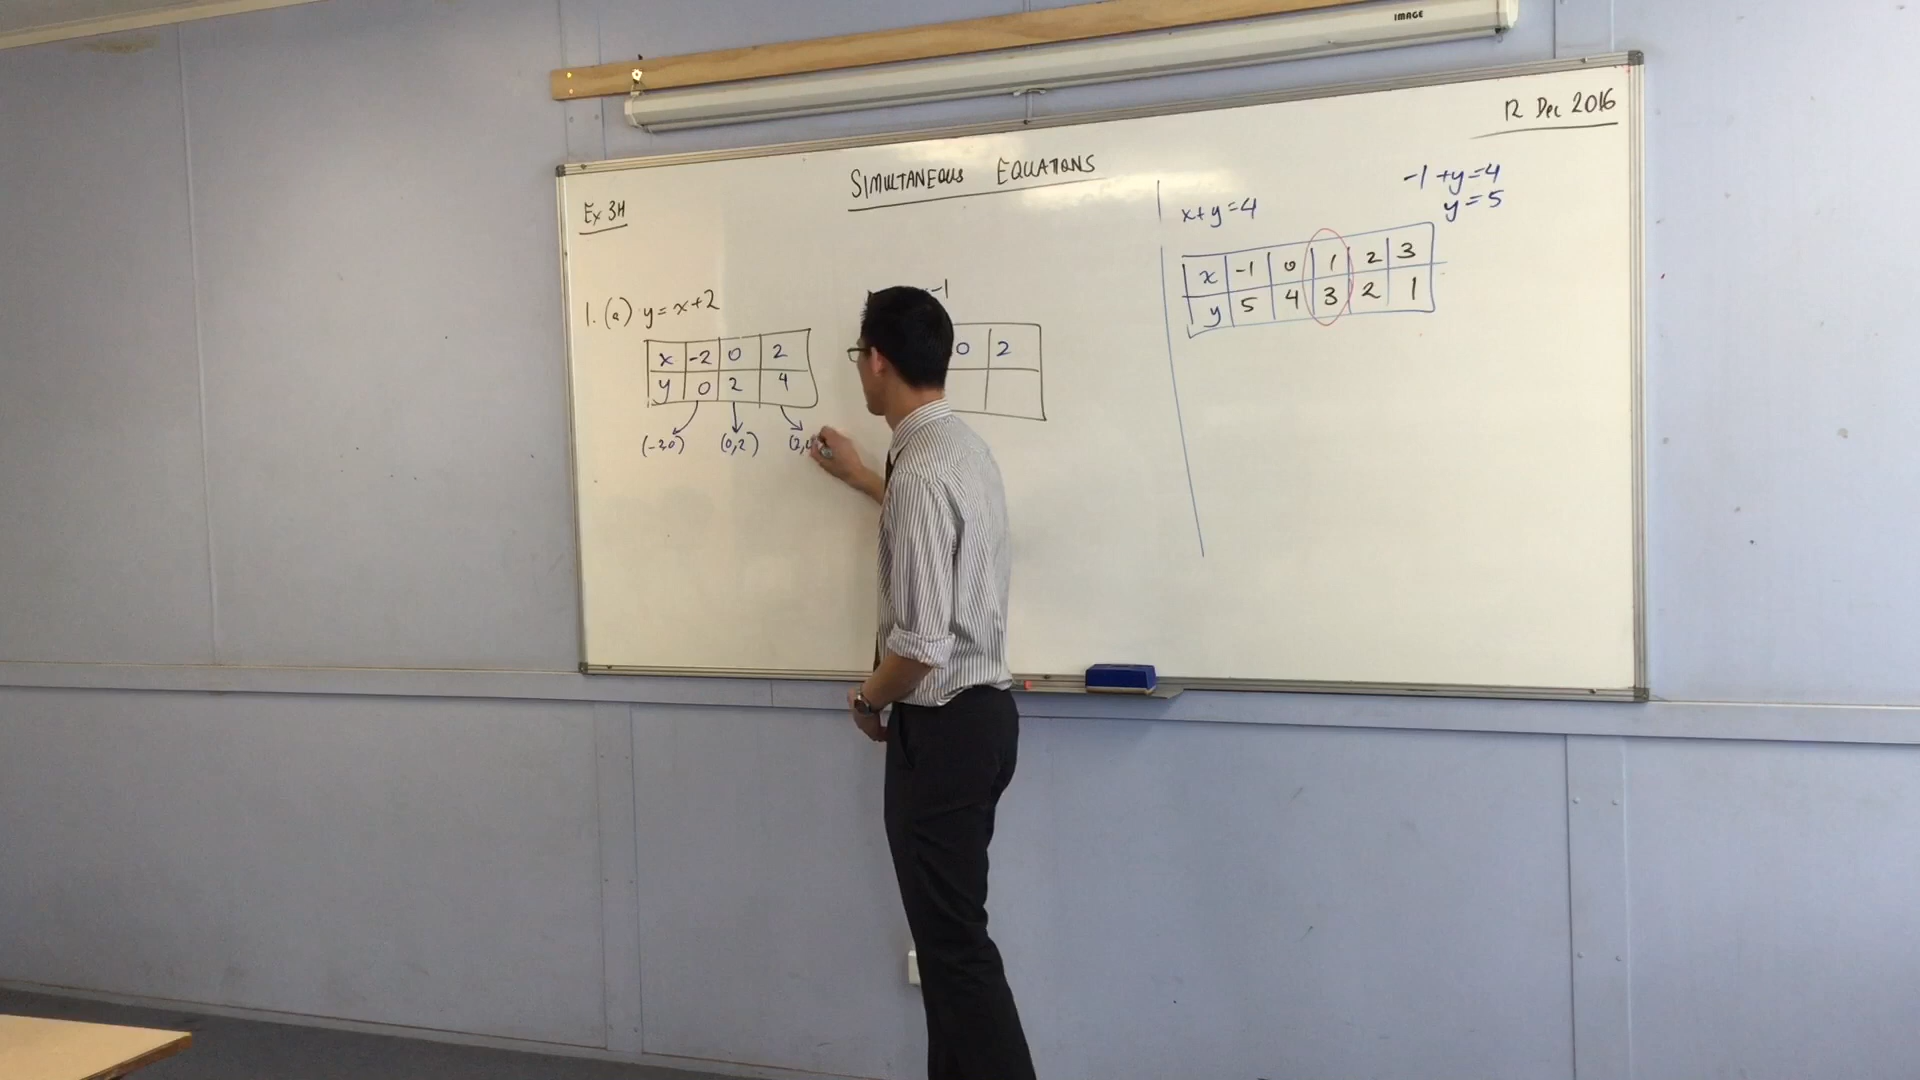 IMAGE
12 Dec 2016
SIMULTANEOUS EQUATIONS
Ex 3H
1. (a) y = x+2
x -2 0 2
y 0 2 4
(-2,0) (0,2) (2,
-1
0 2
x+y=4
-1+y=4
y=5
x -1 0 1 2 3
y 5 4 3 2 1